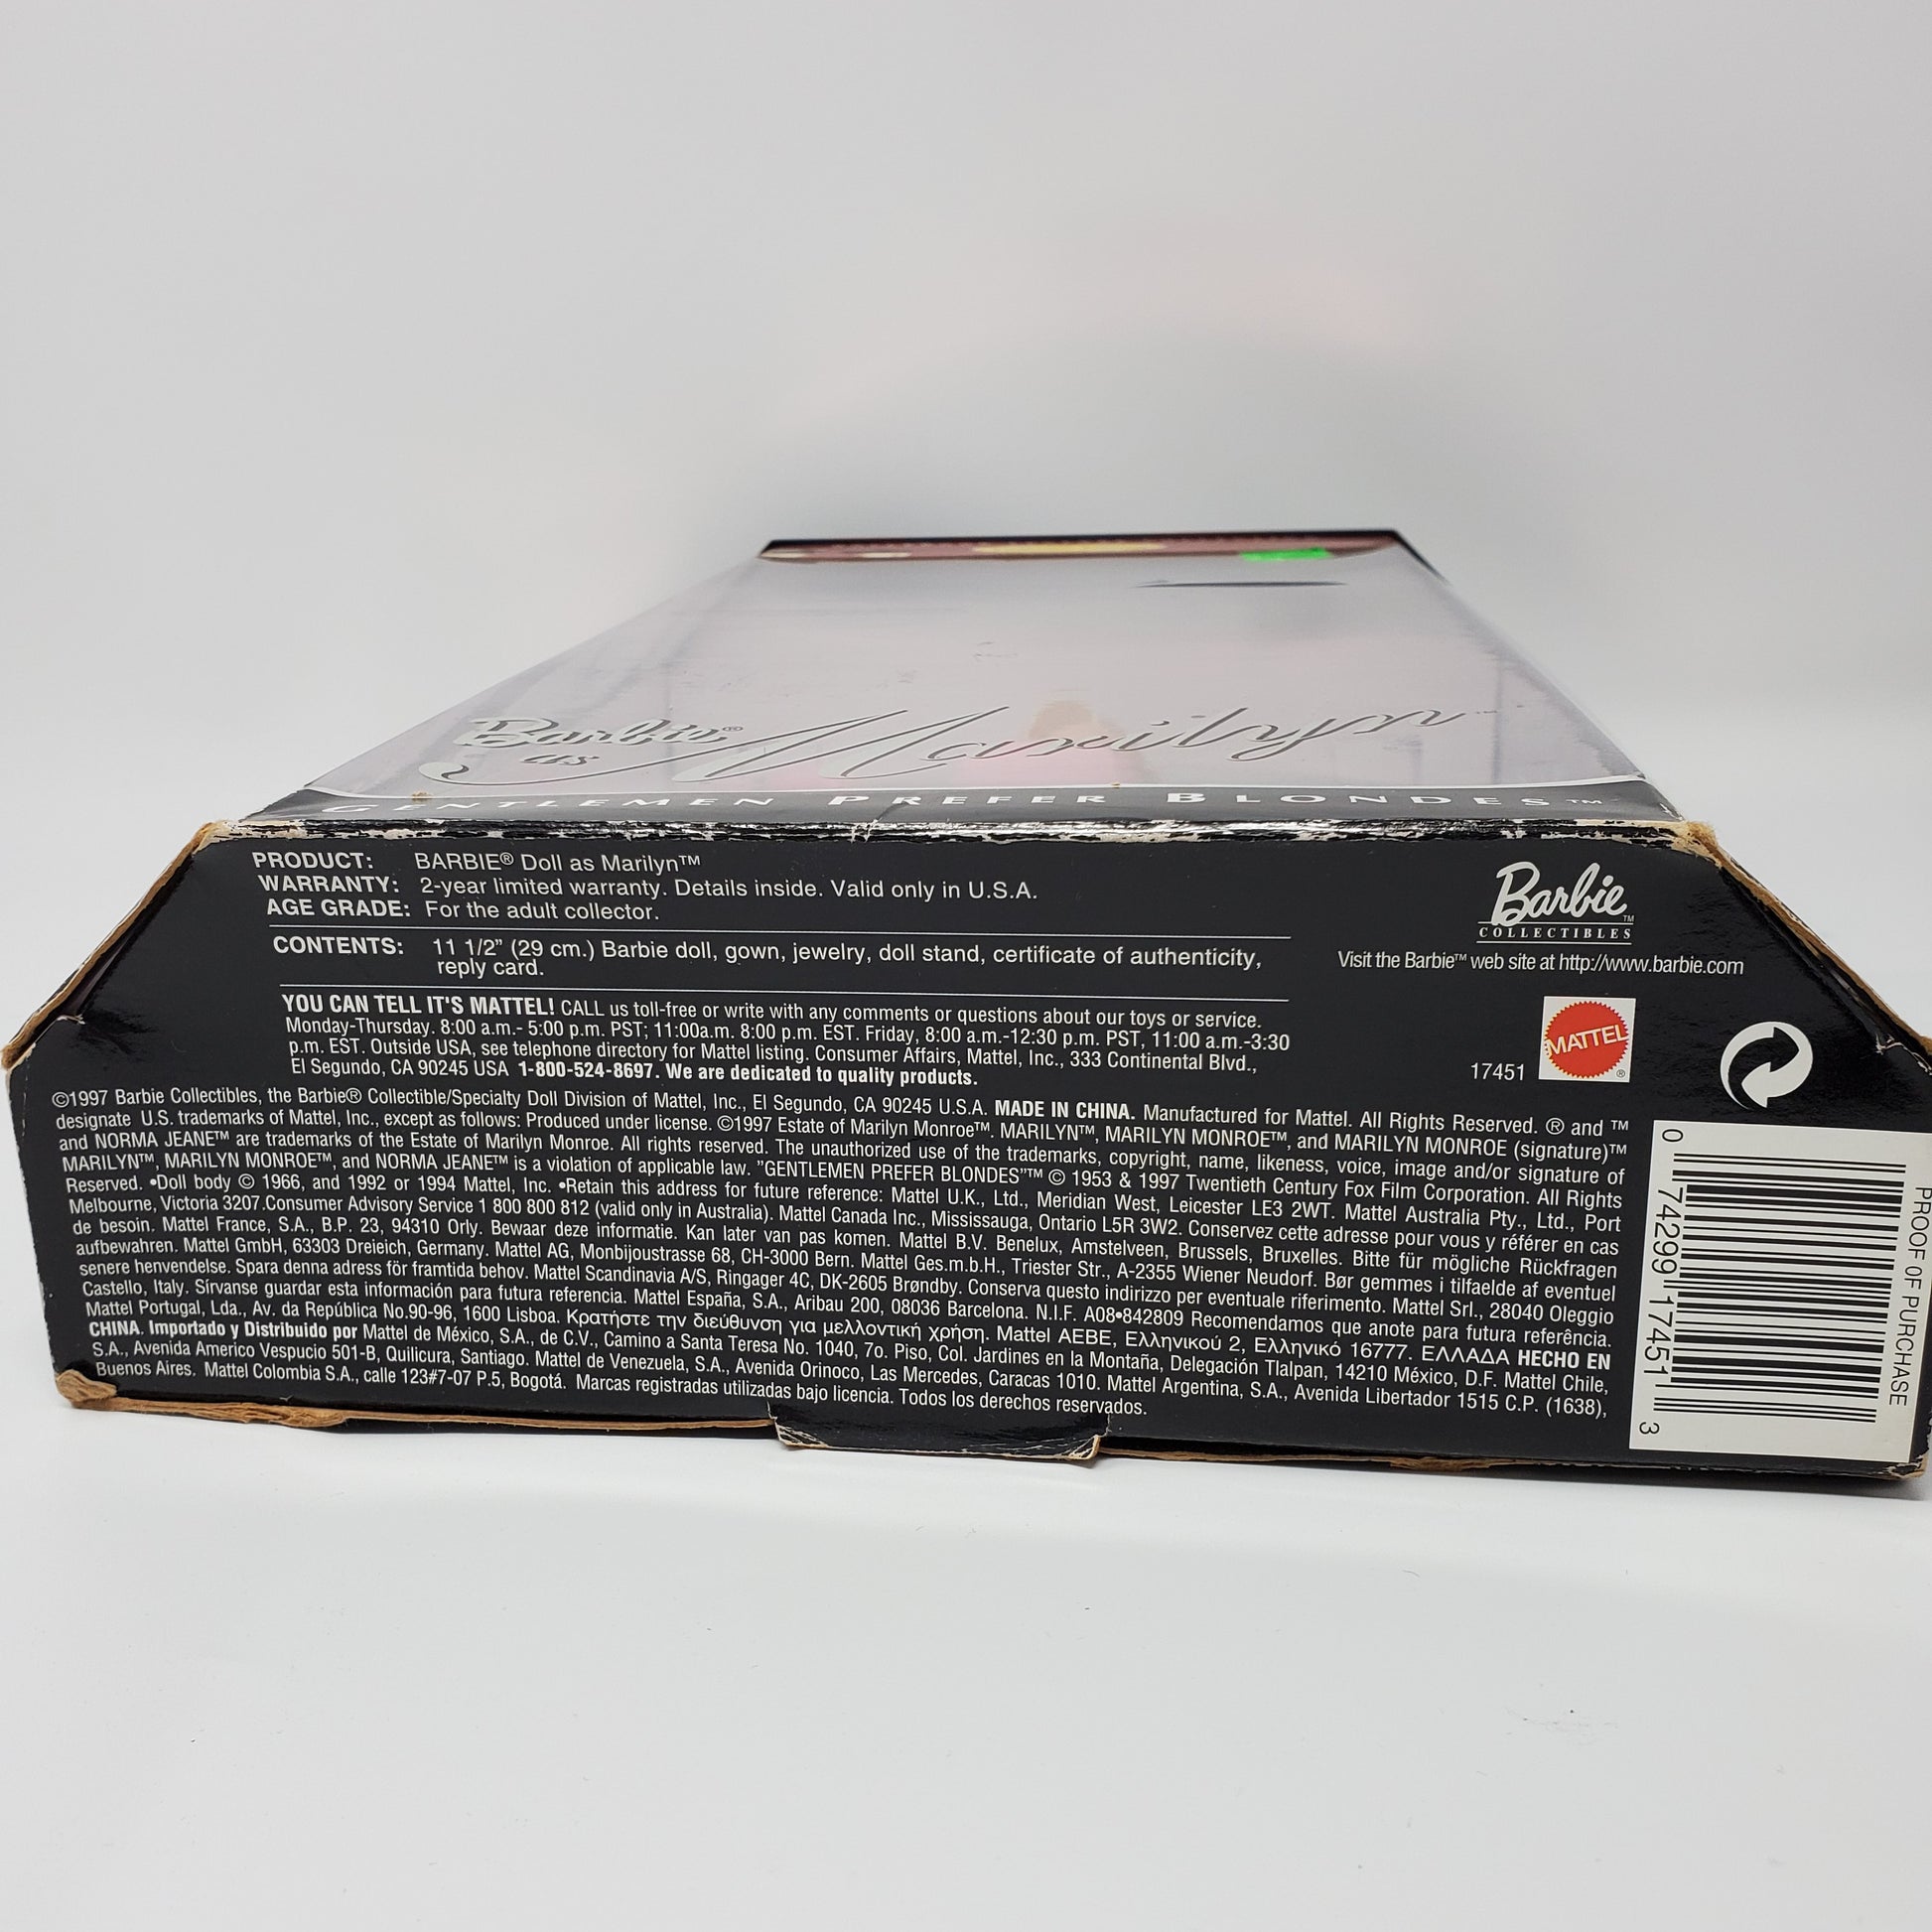 Barbie®
as Marilyn™
GENTLEMEN PREFER BLONDES™
PRODUCT: BARBIE® Doll as Marilyn™
WARRANTY: 2-year limited warranty. Details inside. Valid only in U.S.A.
AGE GRADE: For the adult collector.
CONTENTS: 11 1/2" (29 cm.) Barbie doll, gown, jewelry, doll stand, certificate of authenticity,
reply card.
Barbie™
COLLECTIBLES
Visit the Barbie™ web site at http://www.barbie.com
YOU CAN TELL IT'S MATTEL! CALL us toll-free or write with any comments or questions about our toys or service.
Monday-Thursday. 8:00 a.m.- 5:00 p.m. PST; 11:00a.m. 8:00 p.m. EST. Friday, 8:00 a.m.-12:30 p.m. PST, 11:00 a.m.-3:30
p.m. EST. Outside USA, see telephone directory for Mattel listing. Consumer Affairs, Mattel, Inc., 333 Continental Blvd.,
El Segundo, CA 90245 USA 1-800-524-8697. We are dedicated to quality products.
17451
MATTEL®
©1997 Barbie Collectibles, the Barbie® Collectible/Specialty Doll Division of Mattel, Inc., El Segundo, CA 90245 U.S.A. MADE IN CHINA. Manufactured for Mattel. All Rights Reserved. ® and ™
designate U.S. trademarks of Mattel, Inc., except as follows: Produced under license. ©1997 Estate of Marilyn Monroe™. MARILYN™, MARILYN MONROE™, and MARILYN MONROE (signature)™
and NORMA JEANE™ are trademarks of the Estate of Marilyn Monroe. All rights reserved. The unauthorized use of the trademarks, copyright, name, likeness, voice, image and/or signature of
MARILYN™, MARILYN MONROE™, and NORMA JEANE™ is a violation of applicable law. "GENTLEMEN PREFER BLONDES"™ © 1953 & 1997 Twentieth Century Fox Film Corporation. All Rights
Reserved. •Doll body © 1966, and 1992 or 1994 Mattel, Inc. •Retain this address for future reference: Mattel U.K., Ltd., Meridian West, Leicester LE3 2WT. Mattel Australia Pty., Ltd., Port
Melbourne, Victoria 3207.Consumer Advisory Service 1 800 800 812 (valid only in Australia). Mattel Canada Inc., Mississauga, Ontario L5R 3W2. Conservez cette adresse pour vous y référer en cas
de besoin. Mattel France, S.A., B.P. 23, 94310 Orly. Bewaar deze informatie. Kan later van pas komen. Mattel B.V. Benelux, Amstelveen, Brussels, Bruxelles. Bitte für mögliche Rückfragen
aufbewahren. Mattel GmbH, 63303 Dreieich, Germany. Mattel AG, Monbijoustrasse 68, CH-3000 Bern. Mattel Ges.m.b.H., Triester Str., A-2355 Wiener Neudorf. Bør gemmes i tilfaelde af eventuel
senere henvendelse. Spara denna adress för framtida behov. Mattel Scandinavia A/S, Ringager 4C, DK-2605 Brøndby. Conserva questo indirizzo per eventuale riferimento. Mattel Srl., 28040 Oleggio
Castello, Italy. Sírvanse guardar esta información para futura referencia. Mattel España, S.A., Aribau 200, 08036 Barcelona. N.I.F. A08•842809 Recomendamos que anote para futura referência.
Mattel Portugal, Lda., Av. da República No.90-96, 1600 Lisboa. Κρατήστε την διεύθυνση για μελλοντική χρήση. Mattel AEBE, Ελληνικού 2, Ελληνικό 16777. ΕΛΛΑΔΑ HECHO EN
CHINA. Importado y Distribuido por Mattel de México, S.A., de C.V., Camino a Santa Teresa No. 1040, 7o. Piso, Col. Jardines en la Montaña, Delegación Tlalpan, 14210 México, D.F. Mattel Chile,
S.A., Avenida Americo Vespucio 501-B, Quilicura, Santiago. Mattel de Venezuela, S.A., Avenida Orinoco, Las Mercedes, Caracas 1010. Mattel Argentina, S.A., Avenida Libertador 1515 C.P. (1638),
Buenos Aires. Mattel Colombia S.A., calle 123#7-07 P.5, Bogotá. Marcas registradas utilizadas bajo licencia. Todos los derechos reservados.
0 74299 17451 3
PROOF OF PURCHASE